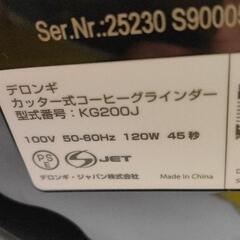 Ser.Nr.:25230 S9000
デロンギ
カッター式コーヒーグラインダー
型式番号：KG200J
100V 50-60Hz 120W 45秒
PSE
JET
デロンギ・ジャパン株式会社
Made in China